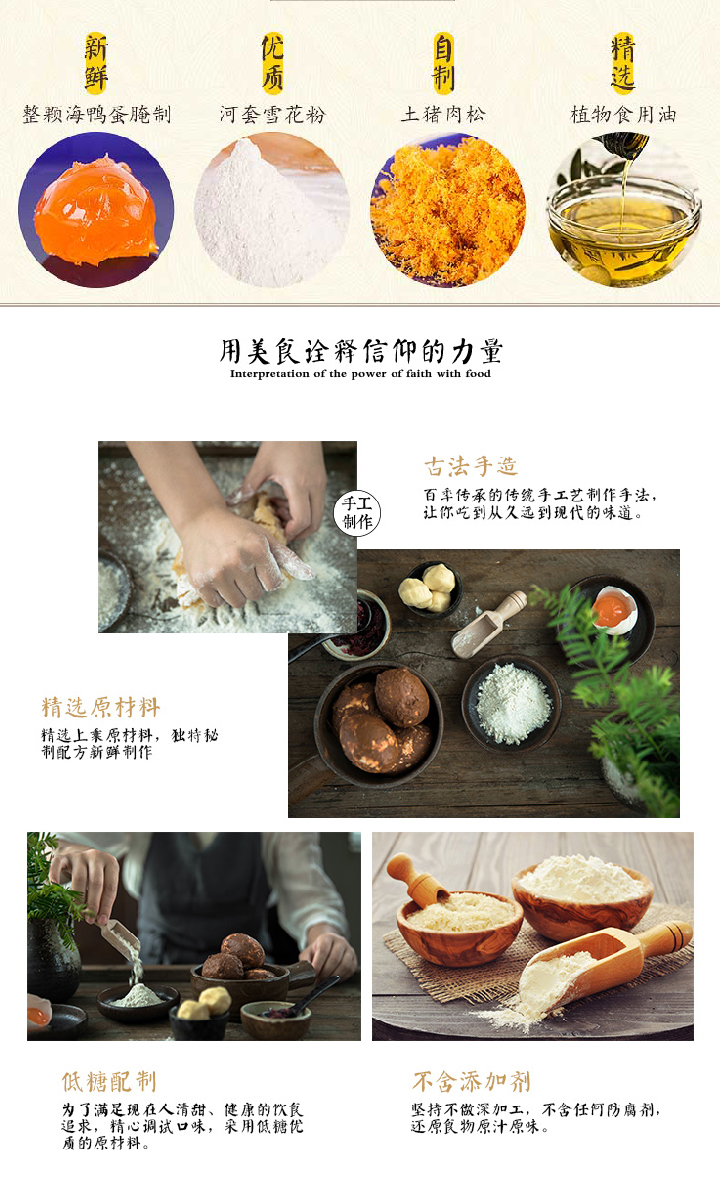 新鲜
优质
自制
精选
整颗海鸭蛋腌制
河套雪花粉
土猪肉松
植物食用油
用美食诠释信仰的力量
Interpretation of the power of faith with food
古法手造
百年传承的传统手工艺制作手法，
让你吃到从久远到现代的味道。
手工
制作
精选原材料
精选上乘原材料，独特秘
制配方新鲜制作
低糖配制
为了满足现在人清甜、健康的饮食
追求，精心调试口味，采用低糖优
质的原材料。
不含添加剂
坚持不做深加工，不含任何防腐剂，
还原食物原汁原味。